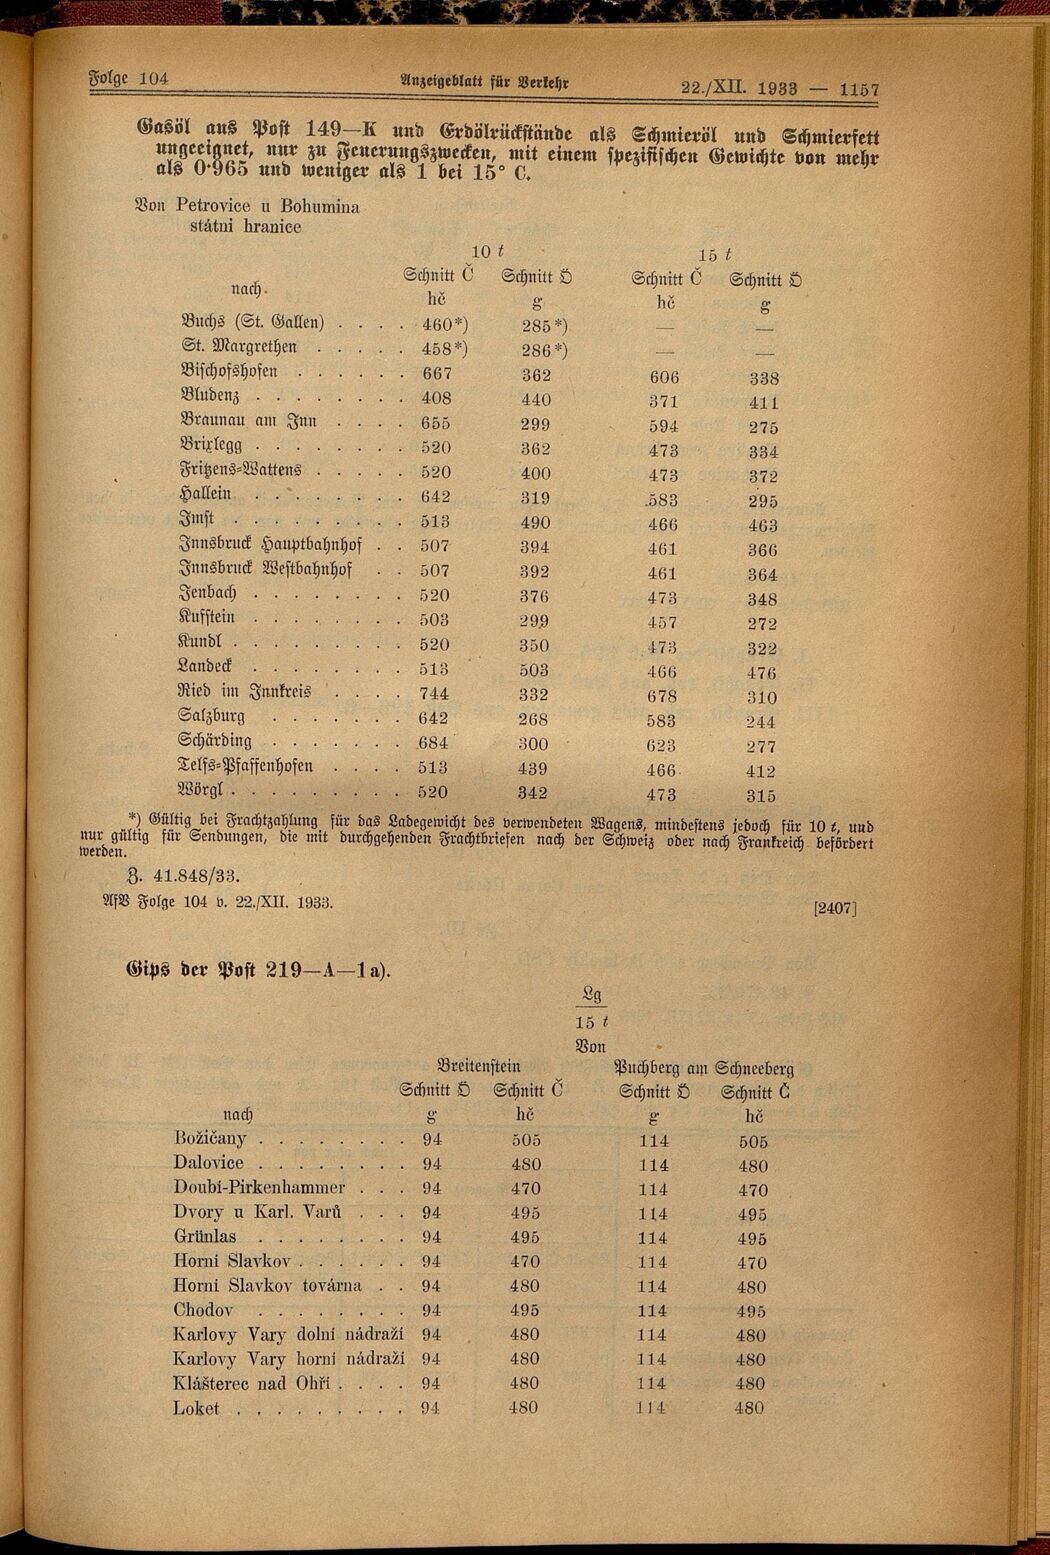 Folge 104 Anzeigeblatt für Verkehr 22./XII. 1933 — 1157
Gasöl aus Post 149—K und Erdölrückstände als Schmieröl und Schmierfett
ungeeignet, nur zu Feuerungszwecken, mit einem spezifischen Gewichte von mehr
als 0·965 und weniger als 1 bei 15° C.
Von Petrovice u Bohumina
státni hranice
10 t 15 t
Schnitt Č Schnitt Ö Schnitt Č Schnitt Ö
nach hč g hč g
Buchs (St. Gallen) . . . . 460*) 285*) — —
St. Margrethen . . . . . 458*) 286*) — —
Bischofshofen . . . . . . 667 362 606 338
Bludenz . . . . . . . . 408 440 371 411
Braunau am Inn . . . . 655 299 594 275
Brixlegg . . . . . . . . 520 362 473 334
Fritzens-Wattens . . . . . 520 400 473 372
Hallein . . . . . . . . 642 319 583 295
Imst . . . . . . . . . 513 490 466 463
Innsbruck Hauptbahnhof . . 507 394 461 366
Innsbruck Westbahnhof . . 507 392 461 364
Jenbach . . . . . . . . 520 376 473 348
Kufstein . . . . . . . . 503 299 457 272
Kundl . . . . . . . . . 520 350 473 322
Landeck . . . . . . . . 513 503 466 476
Ried im Innkreis . . . . 744 332 678 310
Salzburg . . . . . . . 642 268 583 244
Schärding . . . . . . . 684 300 623 277
Telfs-Pfaffenhofen . . . . 513 439 466 412
Wörgl . . . . . . . . . 520 342 473 315
*) Gültig bei Frachtzahlung für das Ladegewicht des verwendeten Wagens, mindestens jedoch für 10 t, und
nur gültig für Sendungen, die mit durchgehenden Frachtbriefen nach der Schweiz oder nach Frankreich befördert
werden.
Z. 41.848/33.
AfV Folge 104 v. 22./XII. 1933. [2407]
Gips der Post 219—A—1a).
Lg
15 t
Von
Breitenstein Puchberg am Schneeberg
Schnitt Ö Schnitt Č Schnitt Ö Schnitt Č
nach g hč g hč
Božičany . . . . . . . . 94 505 114 505
Dalovice . . . . . . . . 94 480 114 480
Doubí-Pirkenhammer . . . 94 470 114 470
Dvory u Karl. Varů . . . 94 495 114 495
Grünlas . . . . . . . . 94 495 114 495
Horní Slavkov . . . . . . 94 470 114 470
Horní Slavkov továrna . . 94 480 114 480
Chodov . . . . . . . . 94 495 114 495
Karlovy Vary dolní nádraží 94 480 114 480
Karlovy Vary horní nádraží 94 480 114 480
Klášterec nad Ohří . . . . 94 480 114 480
Loket . . . . . . . . . 94 480 114 480